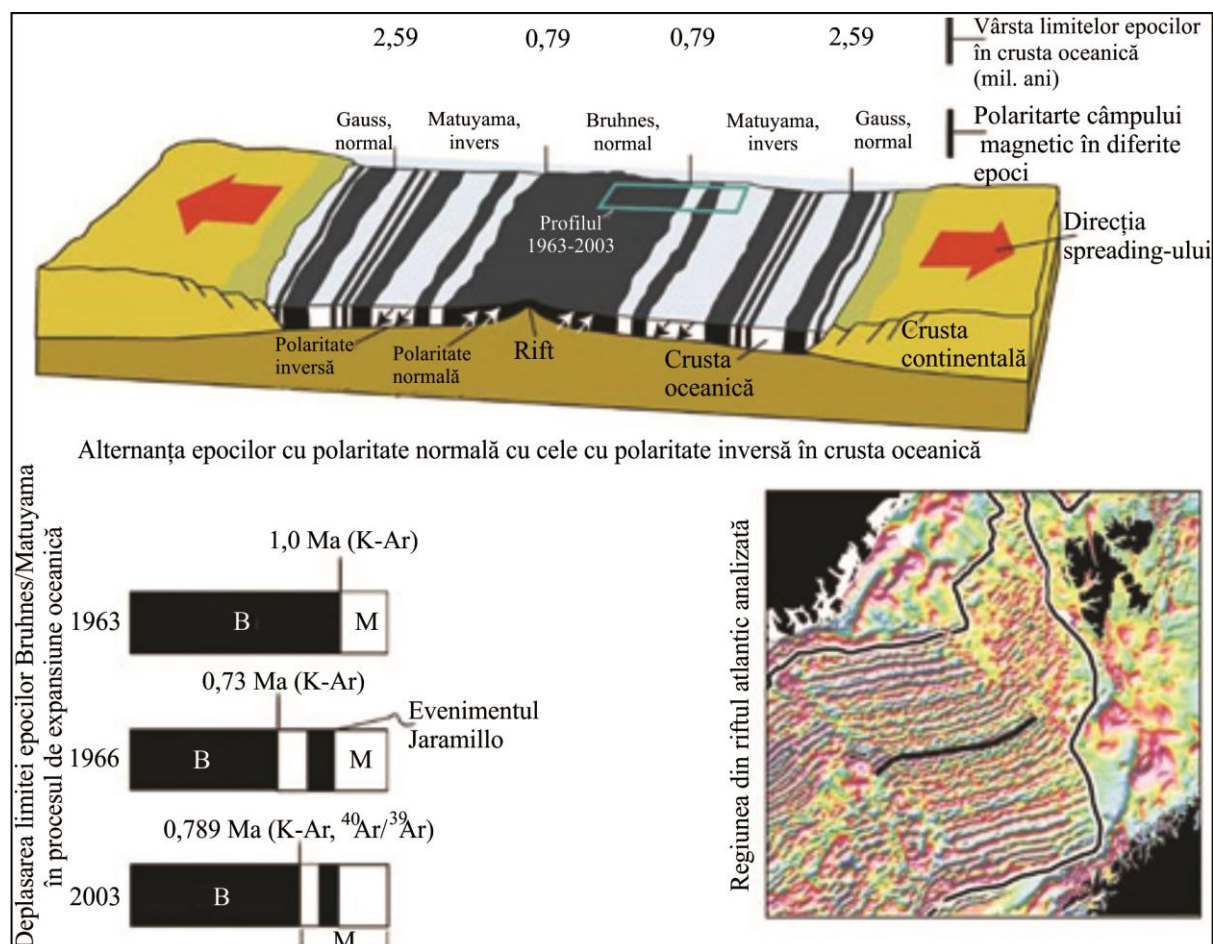 2,59 0,79 0,79 2,59
Vârsta limitelor epocilor
în crusta oceanică
(mil. ani)
Polaritarte câmpului
magnetic în diferite
epoci
Gauss,
normal
Matuyama,
invers
Bruhnes,
normal
Matuyama,
invers
Gauss,
normal
Profilul
1963-2003
Direcția
spreading-ului
Polaritate
inversă
Polaritate
normală
Rift
Crusta
oceanică
Crusta
continentală
Alternanța epocilor cu polaritate normală cu cele cu polaritate inversă în crusta oceanică
Deplasarea limitei epocilor Bruhnes/Matuyama
în procesul de expansiune oceanică
1,0 Ma (K-Ar)
1963 B M
0,73 Ma (K-Ar)
Evenimentul
Jaramillo
1966 B M
0,789 Ma (K-Ar, ⁴⁰Ar/³⁹Ar)
2003 B
M
Regiunea din riftul atlantic analizată